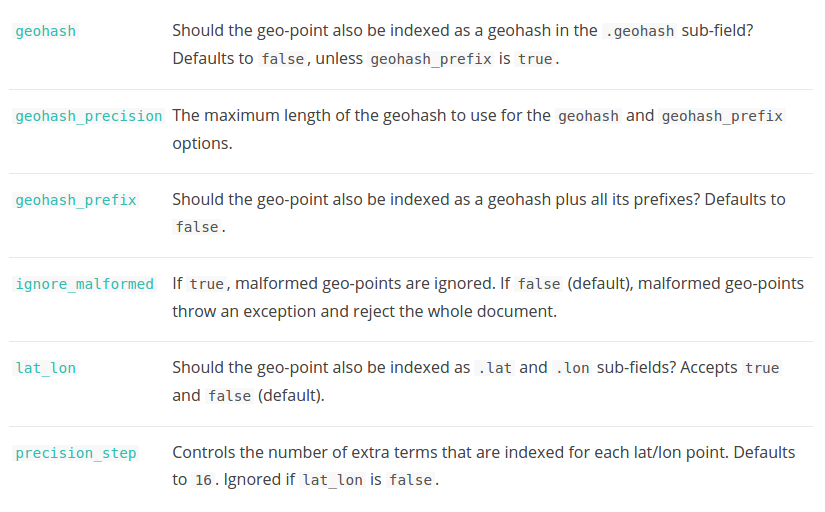 geohash Should the geo-point also be indexed as a geohash in the .geohash sub-field?
Defaults to false, unless geohash_prefix is true.
geohash_precision The maximum length of the geohash to use for the geohash and geohash_prefix
options.
geohash_prefix Should the geo-point also be indexed as a geohash plus all its prefixes? Defaults to
false.
ignore_malformed If true, malformed geo-points are ignored. If false (default), malformed geo-points
throw an exception and reject the whole document.
lat_lon Should the geo-point also be indexed as .lat and .lon sub-fields? Accepts true
and false (default).
precision_step Controls the number of extra terms that are indexed for each lat/lon point. Defaults
to 16. Ignored if lat_lon is false.